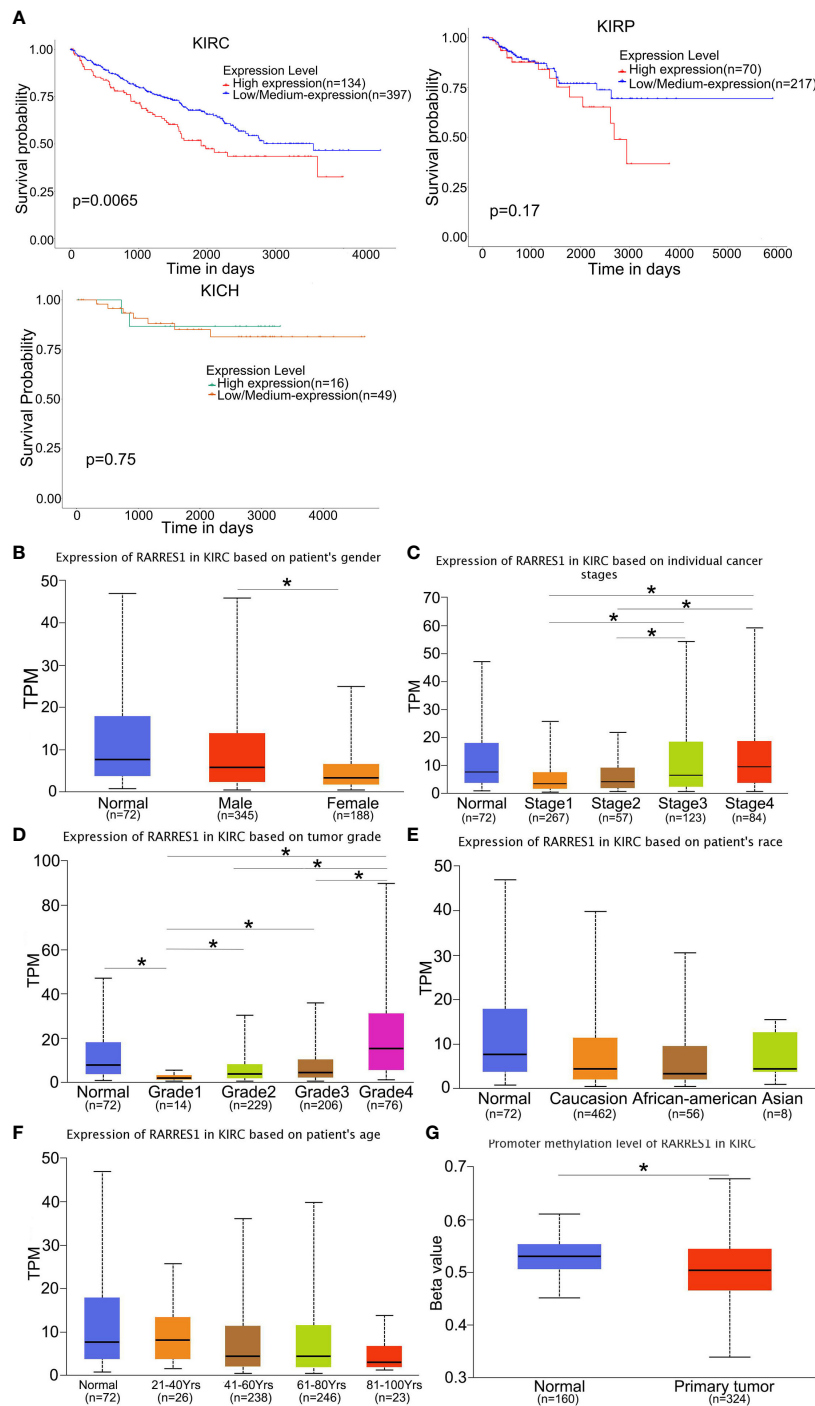 A
KIRC
Survival probability
1.00
0.75
0.50
0.25
0.00
Expression Level
High expression(n=134)
Low/Medium-expression(n=397)
p=0.0065
0 1000 2000 3000 4000
Time in days
KIRP
Survival probability
1.00
0.75
0.50
0.25
0.00
Expression Level
High expression(n=70)
Low/Medium-expression(n=217)
p=0.17
0 1000 2000 3000 4000 5000 6000
Time in days
KICH
Survival Probability
1.00
0.75
0.50
0.25
0.00
Expression Level
High expression(n=16)
Low/Medium-expression(n=49)
p=0.75
0 1000 2000 3000 4000
Time in days
B
Expression of RARRES1 in KIRC based on patient's gender
TPM
50
40
30
20
10
0
*
Normal Male Female
(n=72) (n=345) (n=188)
C
Expression of RARRES1 in KIRC based on individual cancer
stages
TPM
70
60
50
40
30
20
10
0
*
* *
*
Normal Stage1 Stage2 Stage3 Stage4
(n=72) (n=267) (n=57) (n=123) (n=84)
D
Expression of RARRES1 in KIRC based on tumor grade
TPM
100
80
60
40
20
0
*
*
*
*
*
*
Normal Grade1 Grade2 Grade3 Grade4
(n=72) (n=14) (n=229) (n=206) (n=76)
E
Expression of RARRES1 in KIRC based on patient's race
TPM
50
40
30
20
10
0
Normal Caucasion African-american Asian
(n=72) (n=462) (n=56) (n=8)
F
Expression of RARRES1 in KIRC based on patient's age
TPM
50
40
30
20
10
0
Normal 21-40Yrs 41-60Yrs 61-80Yrs 81-100Yrs
(n=72) (n=26) (n=238) (n=246) (n=23)
G
Promoter methylation level of RARRES1 in KIRC
Beta value
0.7
0.6
0.5
0.4
0.3
*
Normal Primary tumor
(n=160) (n=324)